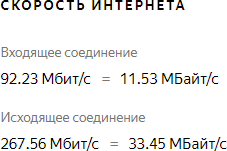 СКОРОСТЬ ИНТЕРНЕТА
Входящее соединение
92.23 Мбит/с = 11.53 МБайт/с
Исходящее соединение
267.56 Мбит/с = 33.45 МБайт/с